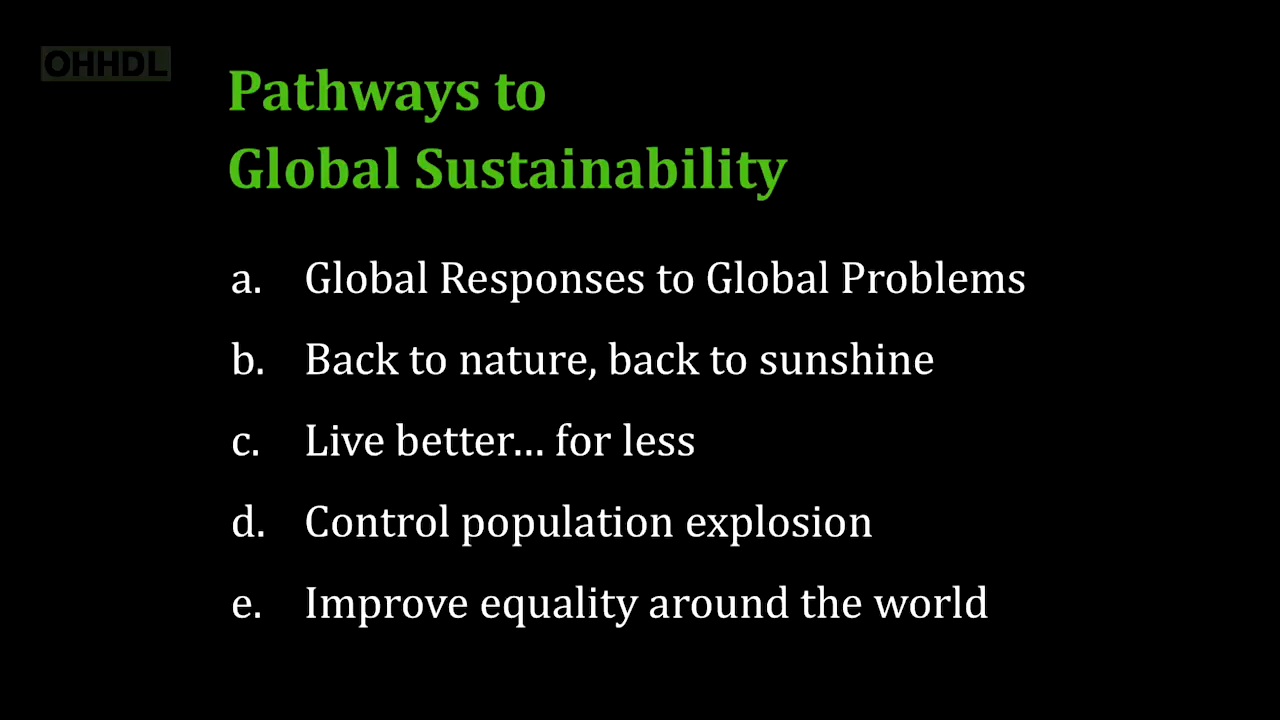 OHHDL
Pathways to
Global Sustainability
a. Global Responses to Global Problems
b. Back to nature, back to sunshine
c. Live better... for less
d. Control population explosion
e. Improve equality around the world